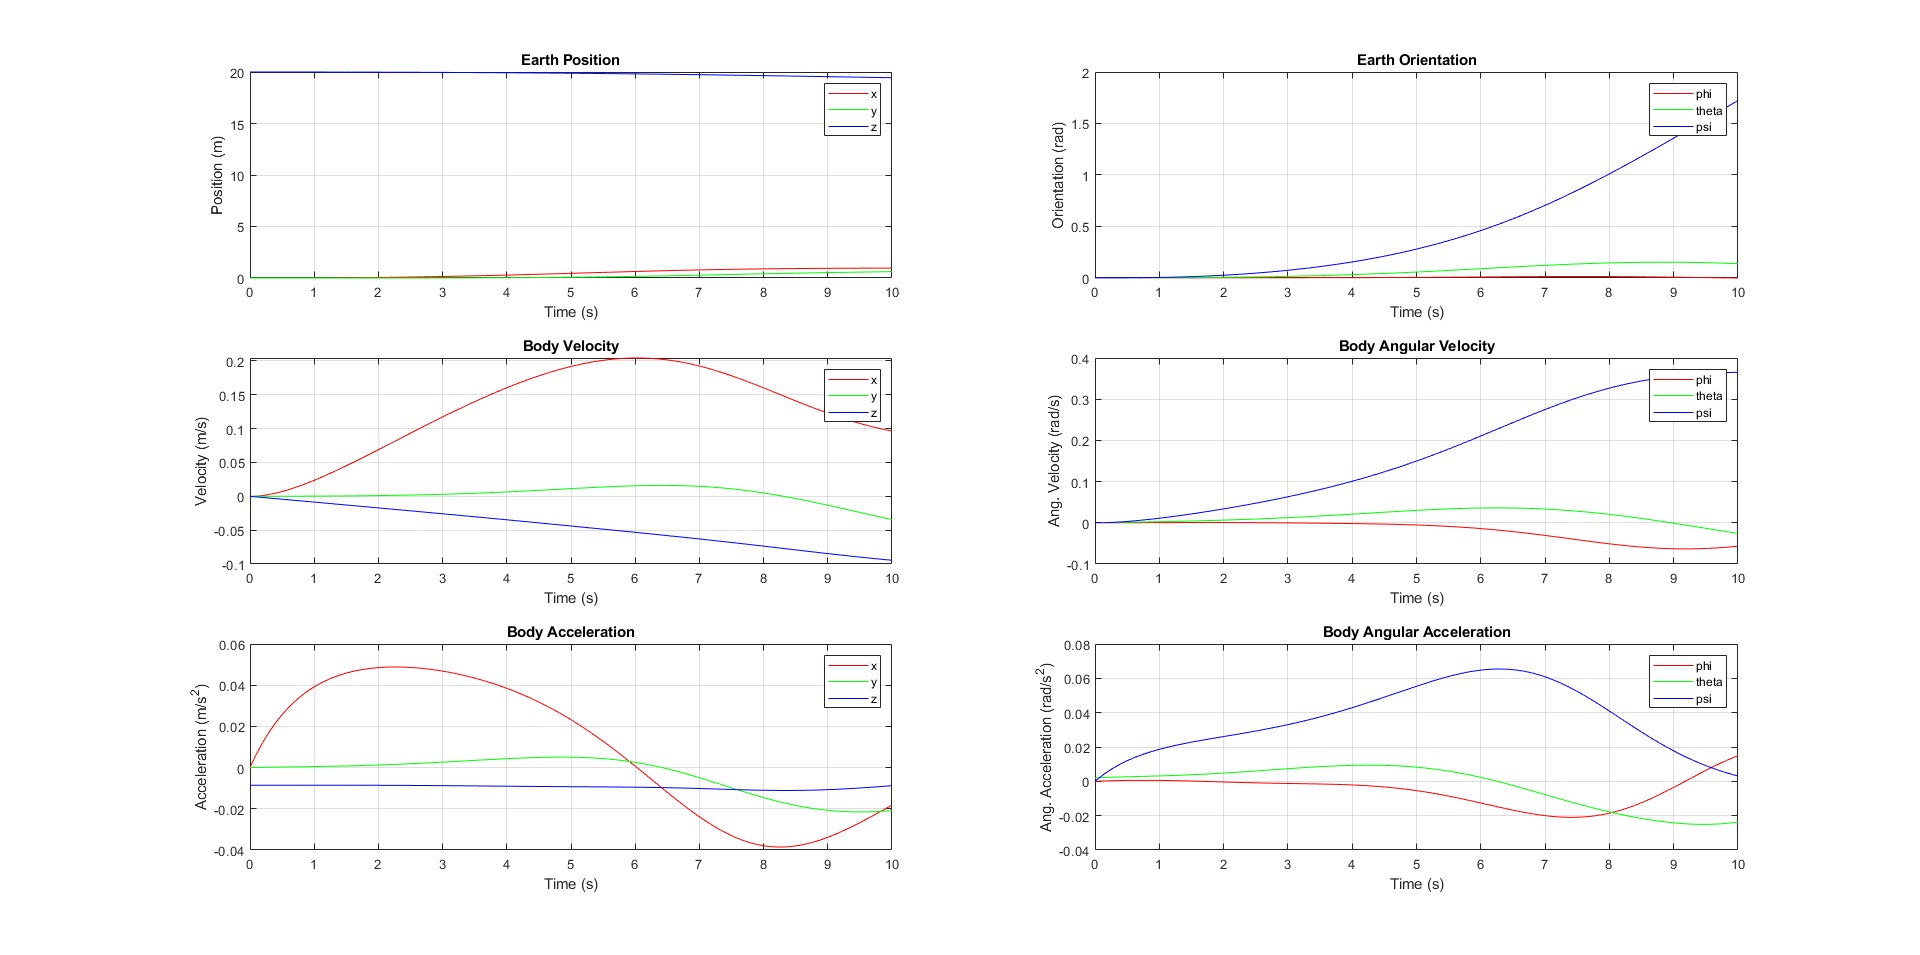 Earth Position
Position (m)
20
15
10
5
0
x
y
z
0 1 2 3 4 5 6 7 8 9 10
Time (s)
Earth Orientation
Orientation (rad)
2
1.5
1
0.5
0
phi
theta
psi
0 1 2 3 4 5 6 7 8 9 10
Time (s)
Body Velocity
Velocity (m/s)
0.2
0.15
0.1
0.05
0
-0.05
-0.1
x
y
z
0 1 2 3 4 5 6 7 8 9 10
Time (s)
Body Angular Velocity
Ang. Velocity (rad/s)
0.4
0.3
0.2
0.1
0
-0.1
phi
theta
psi
0 1 2 3 4 5 6 7 8 9 10
Time (s)
Body Acceleration
Acceleration (m/s²)
0.06
0.04
0.02
0
-0.02
-0.04
x
y
z
0 1 2 3 4 5 6 7 8 9 10
Time (s)
Body Angular Acceleration
Ang. Acceleration (rad/s²)
0.08
0.06
0.04
0.02
0
-0.02
-0.04
phi
theta
psi
0 1 2 3 4 5 6 7 8 9 10
Time (s)